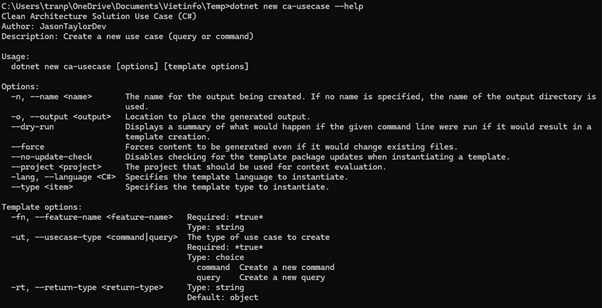 C:\Users\tranp\OneDrive\Documents\Vietinfo\Temp>dotnet new ca-usecase --help
Clean Architecture Solution Use Case (C#)
Author: JasonTaylorDev
Description: Create a new use case (query or command)

Usage:
  dotnet new ca-usecase [options] [template options]

Options:
  -n, --name <name>       The name for the output being created. If no name is specified, the name of the output directory is
                          used.
  -o, --output <output>   Location to place the generated output.
  --dry-run               Displays a summary of what would happen if the given command line were run if it would result in a
                          template creation.
  --force                 Forces content to be generated even if it would change existing files.
  --no-update-check       Disables checking for the template package updates when instantiating a template.
  --project <project>     The project that should be used for context evaluation.
  -lang, --language <C#>  Specifies the template language to instantiate.
  --type <item>           Specifies the template type to instantiate.

Template options:
  -fn, --feature-name <feature-name>   Required: *true*
                                       Type: string
  -ut, --usecase-type <command|query>  The type of use case to create
                                       Required: *true*
                                       Type: choice
                                         command  Create a new command
                                         query    Create a new query
  -rt, --return-type <return-type>     Type: string
                                       Default: object